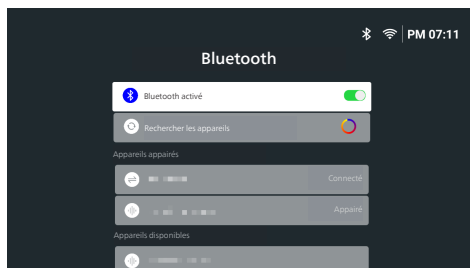 PM 07:11
Bluetooth
Bluetooth activé
Rechercher les appareils
Appareils appairés
Connecté
Appairé
Appareils disponibles